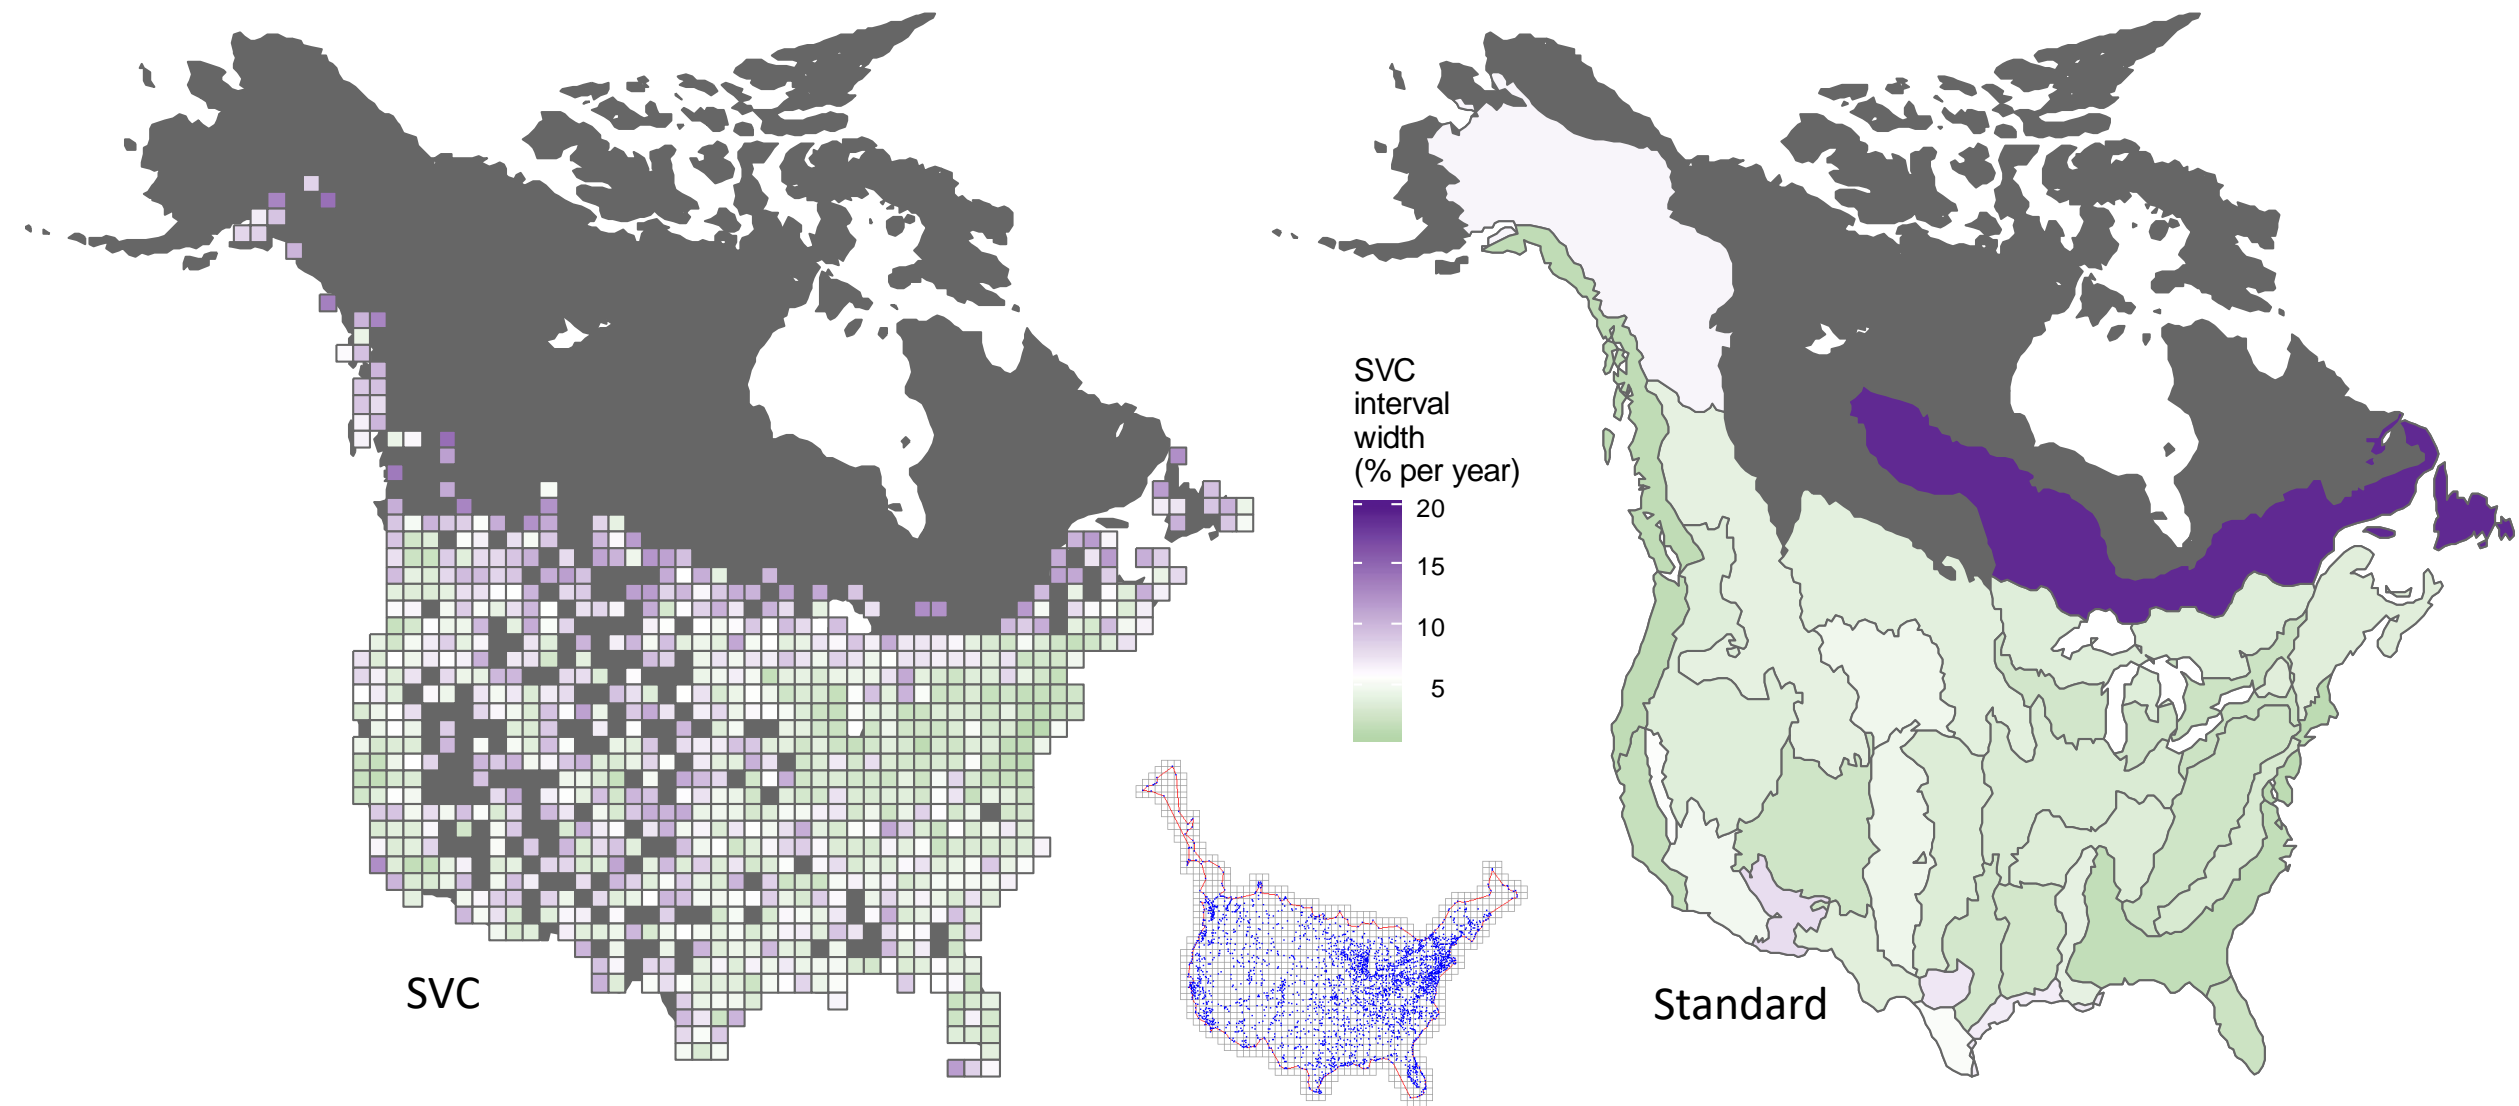 SVC
interval
width
(% per year)
20
15
10
5
SVC
Standard